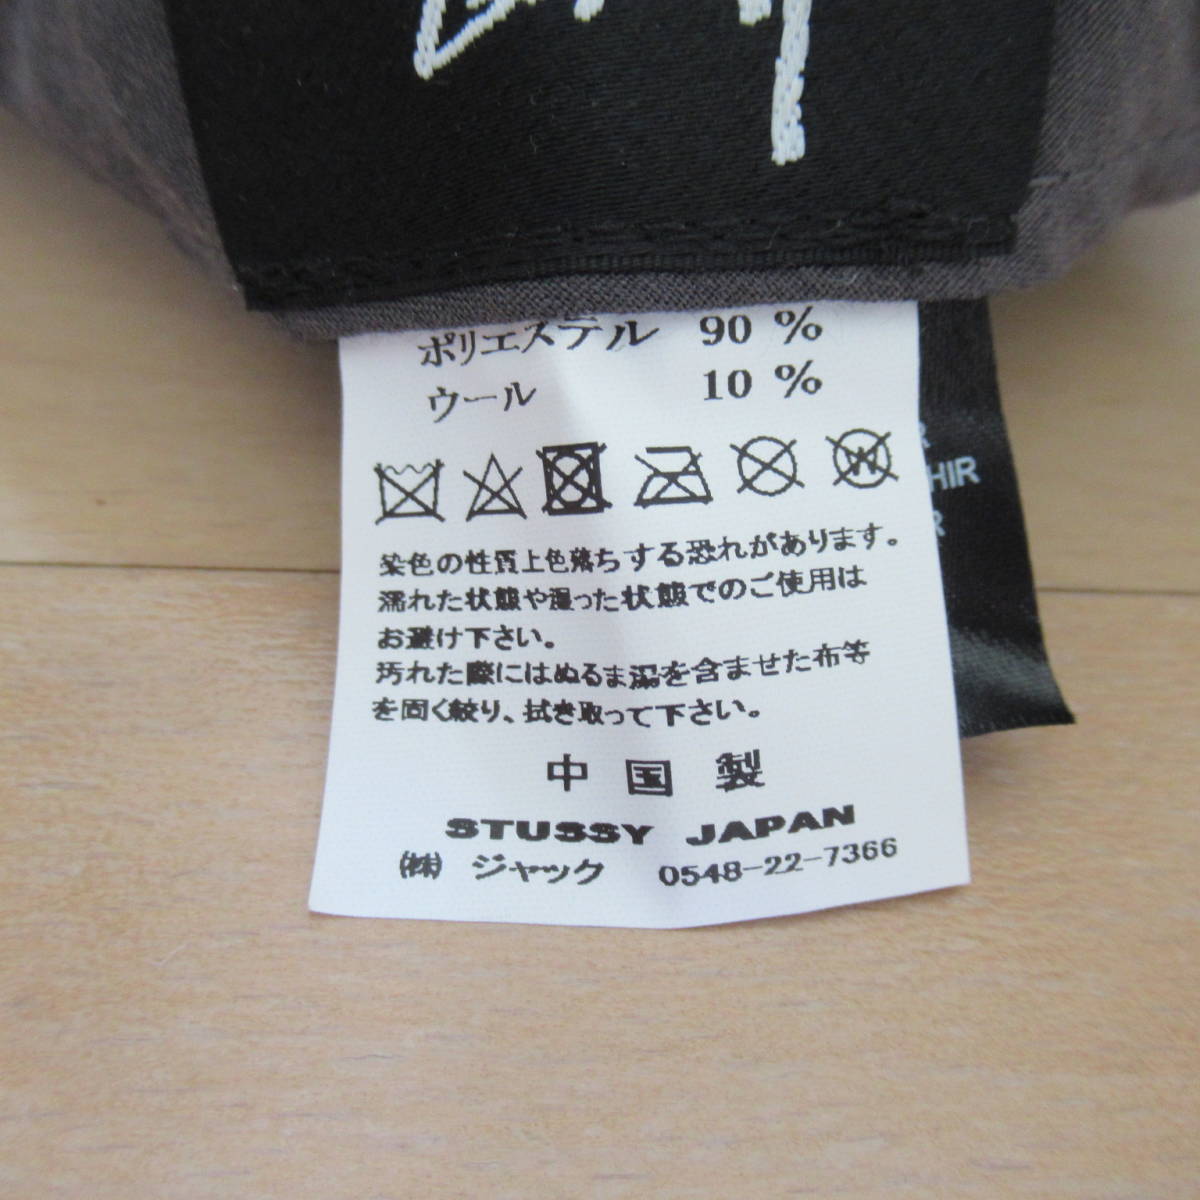 ポリエステル 90 %
ウール 10 %
W
染色の性質上色落ちする恐れがあります。
濡れた状態や湿った状態でのご使用は
お避け下さい。
汚れた際にはぬるま湯を含ませた布等
を固く絞り、拭き取って下さい。
中国製
STUSSY JAPAN
㈱ ジャック 0548-22-7366
HIR
R